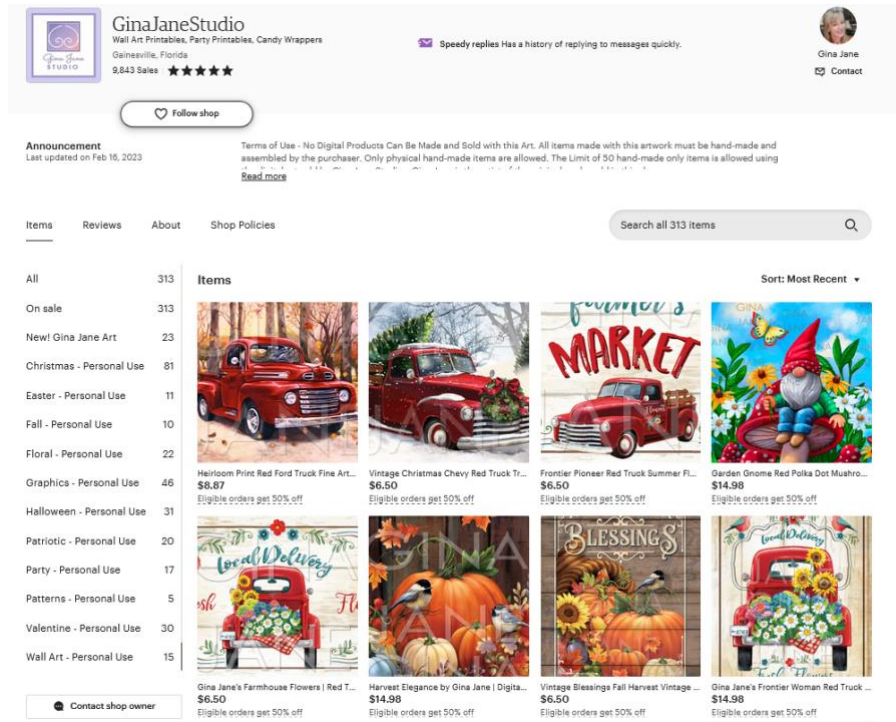 GinaJaneStudio
Wall Art Printables, Party Printables, Candy Wrappers
Gainesville, Florida
9,843 Sales
Gina Jane
STUDIO
Speedy replies Has a history of replying to messages quickly.
Gina Jane
Contact
Follow shop
Announcement
Last updated on Feb 16, 2023
Terms of Use - No Digital Products Can Be Made and Sold with this Art. All items made with this artwork must be hand-made and
assembled by the purchaser. Only physical hand-made items are allowed. The Limit of 50 hand-made only items is allowed using
Read more
Items
Reviews
About
Shop Policies
Search all 313 items
All 313
On sale 313
New! Gina Jane Art 23
Christmas - Personal Use 81
Easter - Personal Use 11
Fall - Personal Use 10
Floral - Personal Use 22
Graphics - Personal Use 46
Halloween - Personal Use 31
Patriotic - Personal Use 20
Party - Personal Use 17
Patterns - Personal Use 5
Valentine - Personal Use 30
Wall Art - Personal Use 15
Contact shop owner
Items
Sort: Most Recent
GINA
JANE
farmer's
MARKET
Heirloom Print Red Ford Truck Fine Art...
$8.87
Eligible orders get 50% off
Vintage Christmas Chevy Red Truck Tr...
$6.50
Eligible orders get 50% off
Frontier Pioneer Red Truck Summer Fl...
$6.50
Eligible orders get 50% off
Garden Gnome Red Polka Dot Mushro...
$14.98
Eligible orders get 50% off
Local Delivery
GINA
JANE
BLESSINGS
Local Delivery
Fresh Flowers
Gina Jane's Farmhouse Flowers | Red T...
$6.50
Eligible orders get 50% off
Harvest Elegance by Gina Jane | Digita...
$14.98
Eligible orders get 50% off
Vintage Blessings Fall Harvest Vintage ...
$6.50
Eligible orders get 50% off
Gina Jane's Frontier Woman Red Truck ...
$14.98
Eligible orders get 50% off